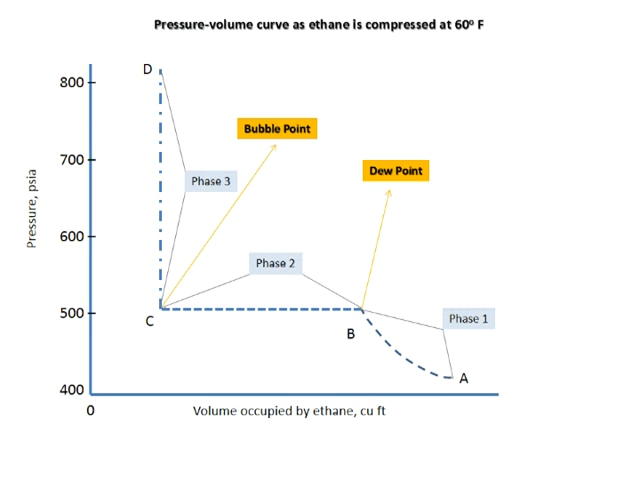 Pressure-volume curve as ethane is compressed at 60º F
D
800
Bubble Point
700
Dew Point
Phase 3
Pressure, psia
600
Phase 2
500
C
B
Phase 1
A
400
0
Volume occupied by ethane, cu ft